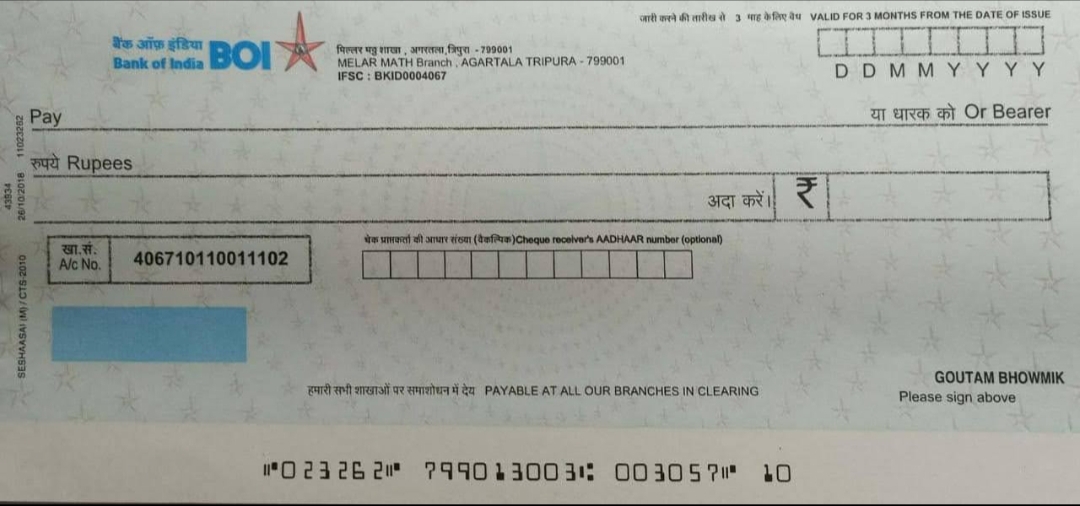 जारी करने की तारीख से 3 माह के लिए वैध VALID FOR 3 MONTHS FROM THE DATE OF ISSUE
बैंक ऑफ़ इंडिया BOI
Bank of India
मिल्लर मठ्ठ शाखा , अगरतला, त्रिपुरा - 799001
MELAR MATH Branch , AGARTALA TRIPURA - 799001
IFSC : BKID0004067
D D M M Y Y Y Y
Pay या धारक को Or Bearer
रुपये Rupees
अदा करें। ₹
खा.सं. A/c No. 406710110011102
चेक प्राप्तकर्ता की आधार संख्या (वैकल्पिक)Cheque receiver's AADHAAR number (optional)
SESHAASAI (M) / CTS-2010
43934
26/10/2018 11023262
GOUTAM BHOWMIK
हमारी सभी शाखाओं पर समाशोधन में देय PAYABLE AT ALL OUR BRANCHES IN CLEARING
Please sign above
⑈023262⑈ 799013003⑆ 003057⑈ 10